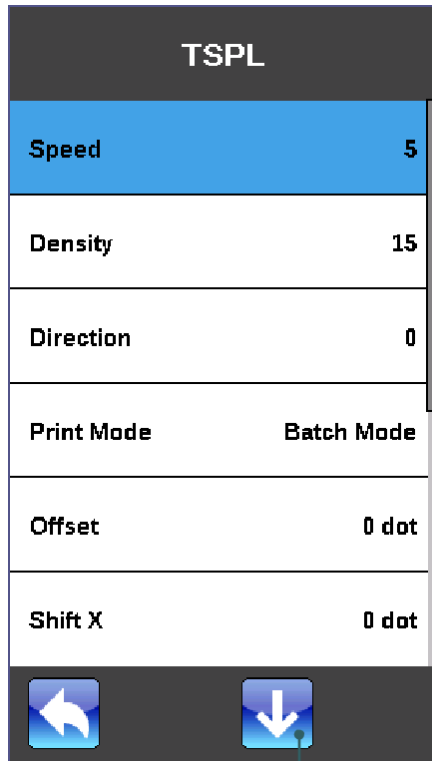 TSPL
Speed 5
Density 15
Direction 0
Print Mode Batch Mode
Offset 0 dot
Shift X 0 dot